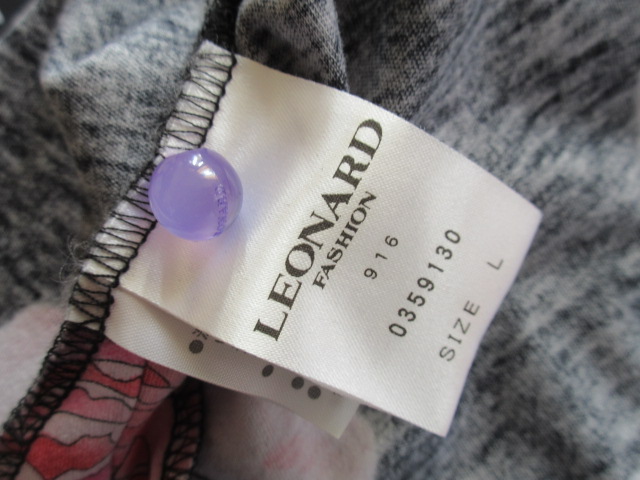 LEONARD
FASHION
916
0359130
SIZE L